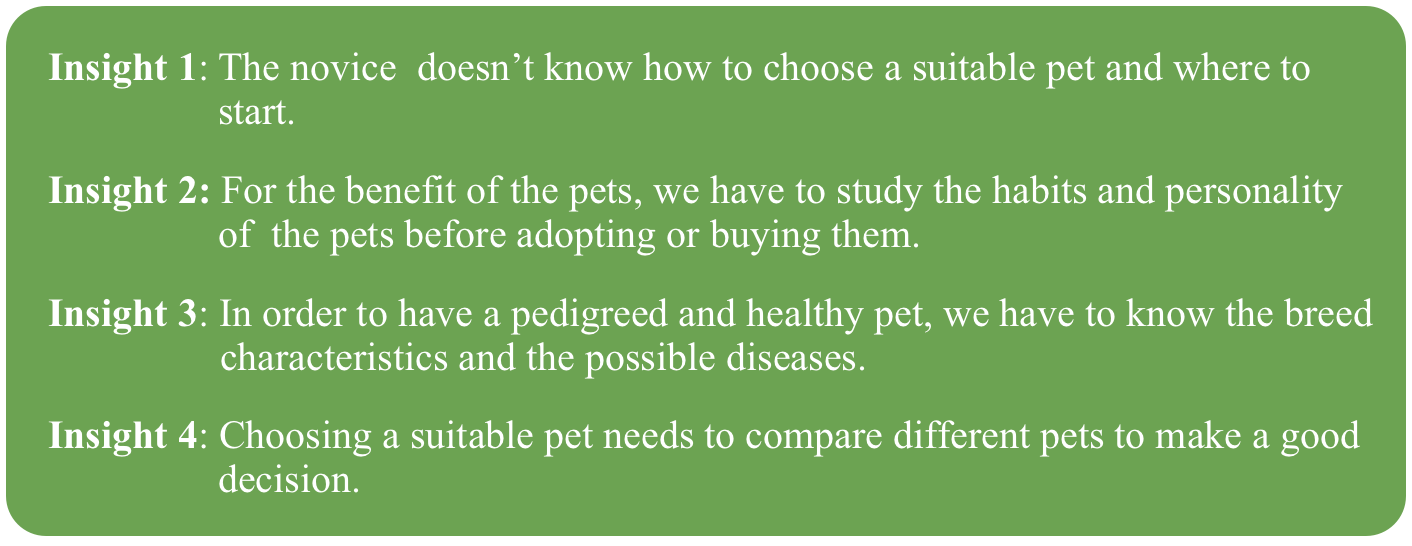 Insight 1: The novice  doesn’t know how to choose a suitable pet and where to
start.
Insight 2: For the benefit of the pets, we have to study the habits and personality
of  the pets before adopting or buying them.
Insight 3: In order to have a pedigreed and healthy pet, we have to know the breed
characteristics and the possible diseases.
Insight 4: Choosing a suitable pet needs to compare different pets to make a good
decision.